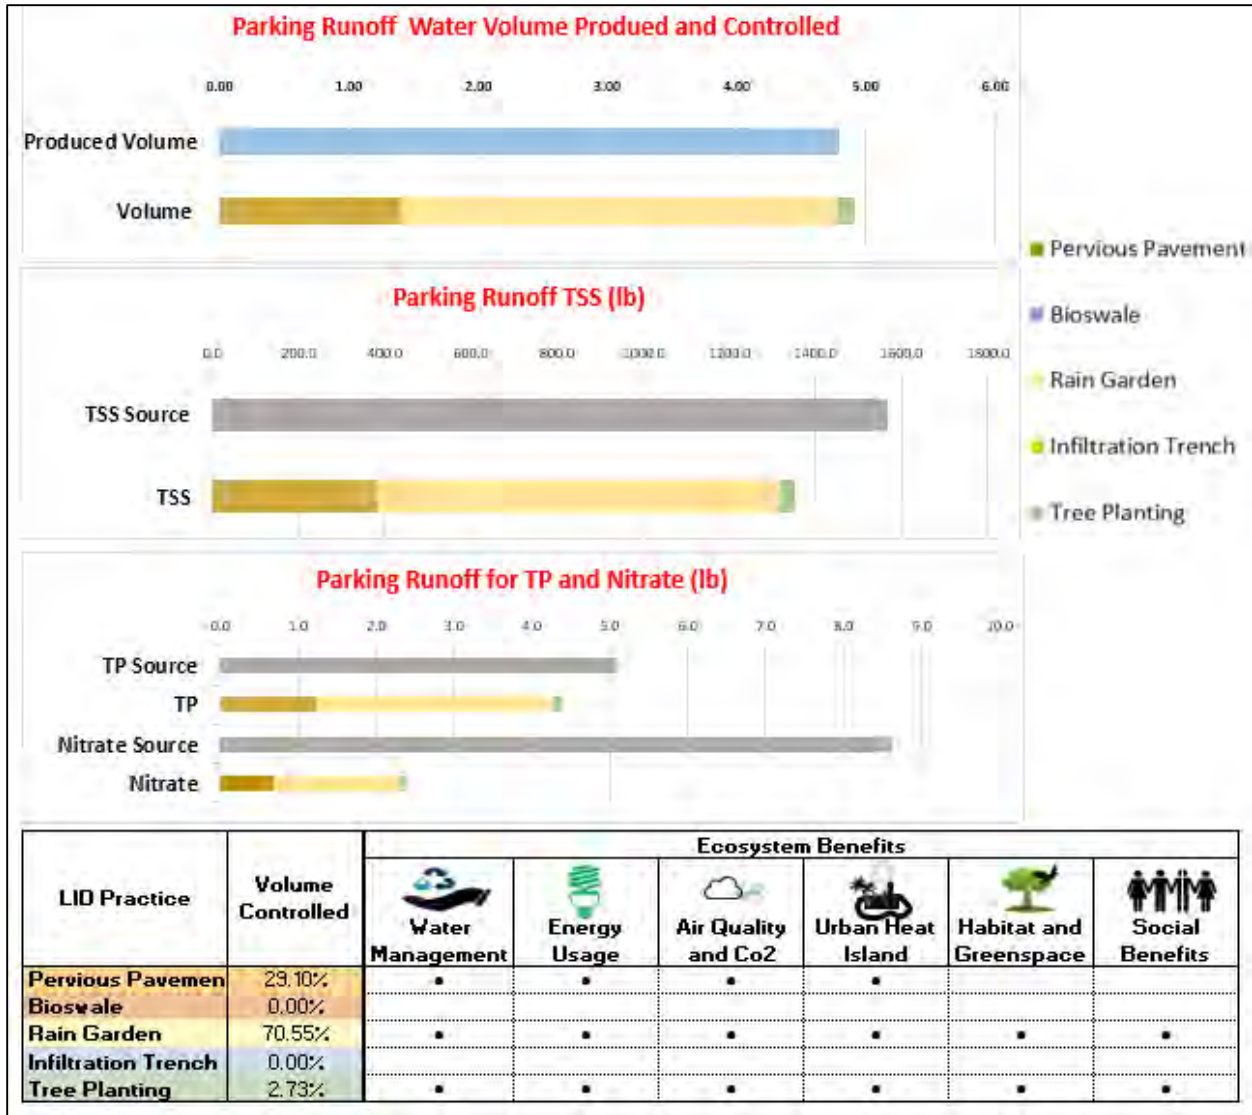 Parking Runoff Water Volume Produed and Controlled
0.00 1.00 2.00 3.00 4.00 5.00 6.00
Produced Volume
Volume
Parking Runoff TSS (lb)
0.0 200.0 400.0 600.0 800.0 1000.0 1200.0 1400.0 1600.0 1800.0
TSS Source
TSS
Parking Runoff for TP and Nitrate (lb)
0.0 1.0 2.0 3.0 4.0 5.0 6.0 7.0 8.0 9.0 10.0
TP Source
TP
Nitrate Source
Nitrate
Pervious Pavement
Bioswale
Rain Garden
Infiltration Trench
Tree Planting
LID Practice
Volume
Controlled
Ecosystem Benefits
Water
Management
Energy
Usage
Air Quality
and Co2
Urban Heat
Island
Habitat and
Greenspace
Social
Benefits
Pervious Pavemen 29.10% • • • •
Bioswale 0.00%
Rain Garden 70.55% • • • • • •
Infiltration Trench 0.00%
Tree Planting 2.73% • • • • • •